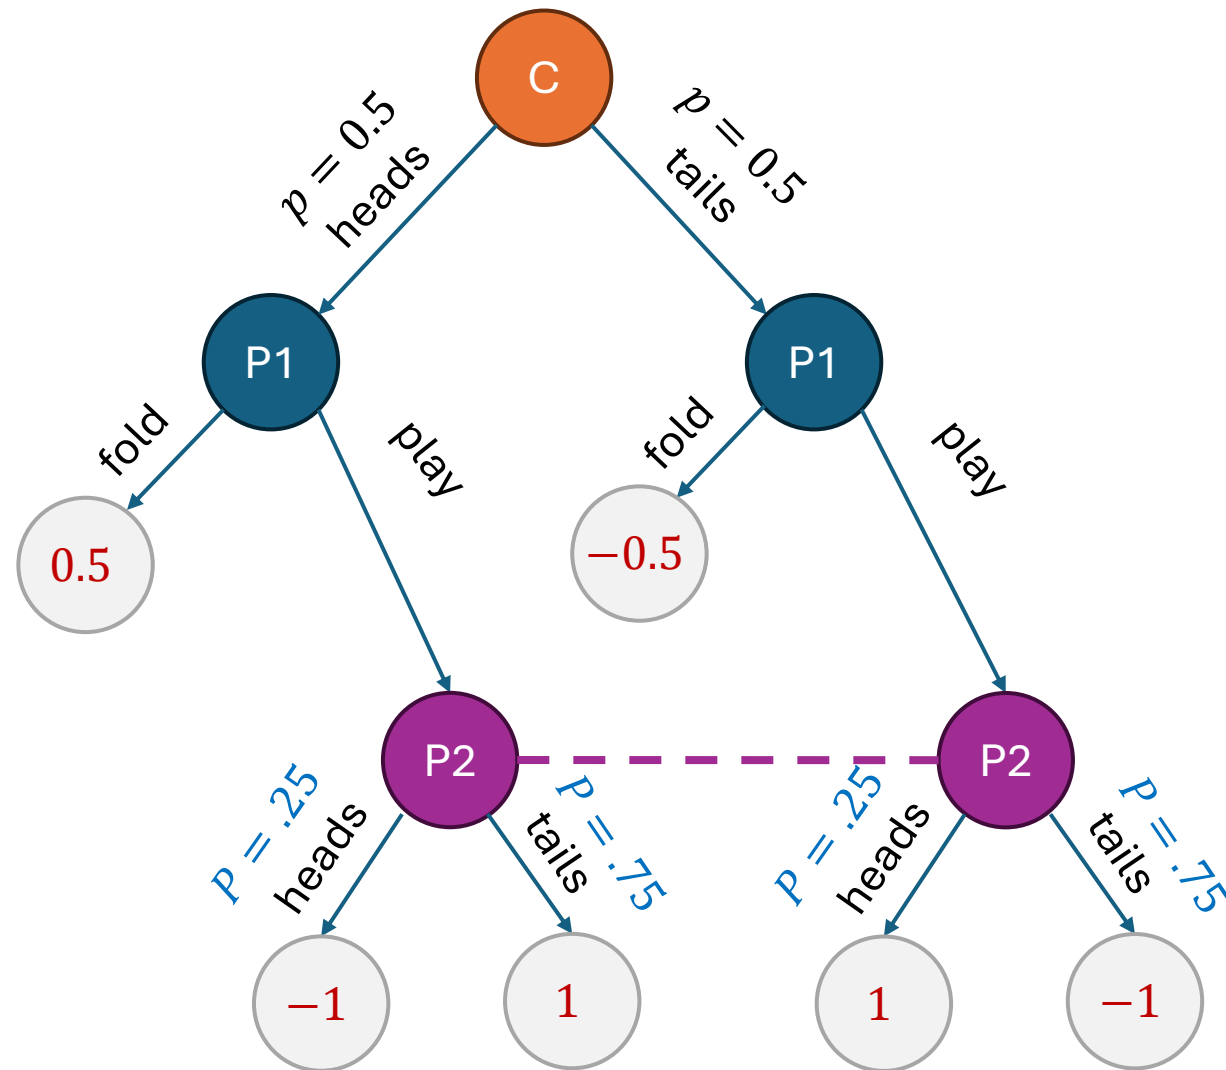 C
p = 0.5
heads
p = 0.5
tails
P1
P1
fold
play
fold
play
0.5
−0.5
P2
P2
P = .25
heads
P = .75
tails
P = .25
heads
P = .75
tails
−1
1
1
−1